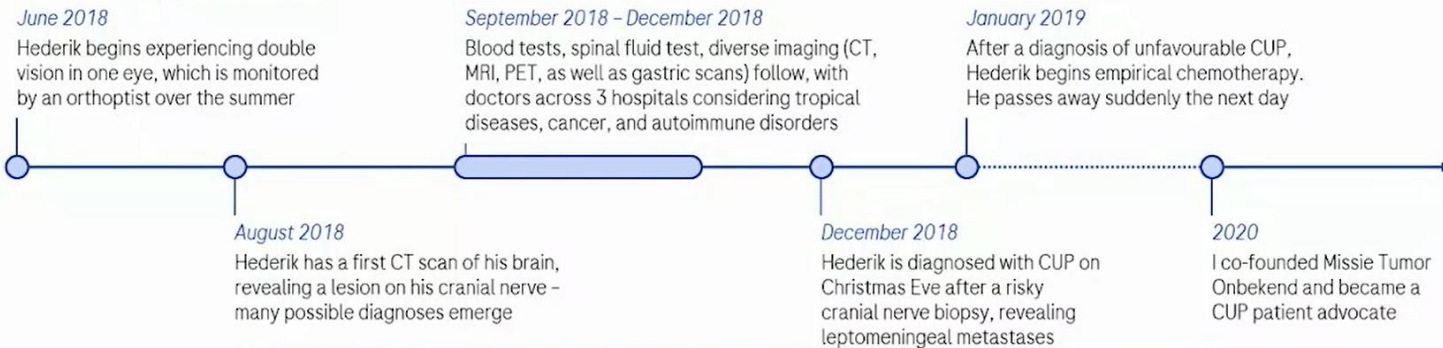 June 2018
Hederik begins experiencing double
vision in one eye, which is monitored
by an orthoptist over the summer
August 2018
Hederik has a first CT scan of his brain,
revealing a lesion on his cranial nerve –
many possible diagnoses emerge
September 2018 – December 2018
Blood tests, spinal fluid test, diverse imaging (CT,
MRI, PET, as well as gastric scans) follow, with
doctors across 3 hospitals considering tropical
diseases, cancer, and autoimmune disorders
December 2018
Hederik is diagnosed with CUP on
Christmas Eve after a risky
cranial nerve biopsy, revealing
leptomeningeal metastases
January 2019
After a diagnosis of unfavourable CUP,
Hederik begins empirical chemotherapy.
He passes away suddenly the next day
2020
I co-founded Missie Tumor
Onbekend and became a
CUP patient advocate